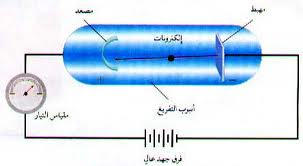 مهبط
مصعد
إلكترونات
-
+
أنبوب التفريغ
مقياس التيار
فرق جهد عال